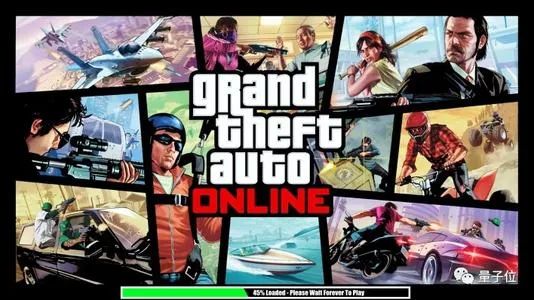 grand
theft
auto
ONLINE
45% Loaded - Please Wait Forever To Play
量子位